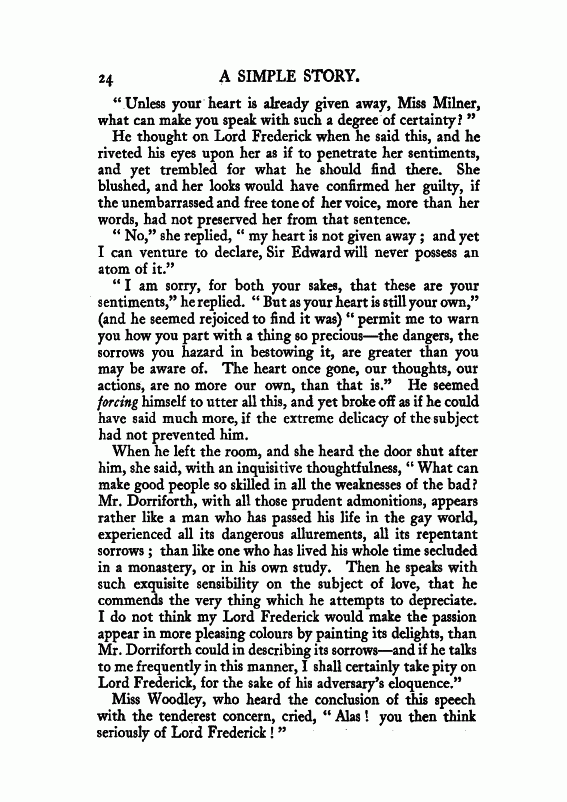 24 A SIMPLE STORY.
“ Unless your heart is already given away, Miss Milner,
what can make you speak with such a degree of certainty? ”
He thought on Lord Frederick when he said this, and he
riveted his eyes upon her as if to penetrate her sentiments,
and yet trembled for what he should find there. She
blushed, and her looks would have confirmed her guilty, if
the unembarrassed and free tone of her voice, more than her
words, had not preserved her from that sentence.
“ No,” she replied, “ my heart is not given away ; and yet
I can venture to declare, Sir Edward will never possess an
atom of it.”
“ I am sorry, for both your sakes, that these are your
sentiments,” he replied. “ But as your heart is still your own,”
(and he seemed rejoiced to find it was) “ permit me to warn
you how you part with a thing so precious—the dangers, the
sorrows you hazard in bestowing it, are greater than you
may be aware of. The heart once gone, our thoughts, our
actions, are no more our own, than that is.” He seemed
forcing himself to utter all this, and yet broke off as if he could
have said much more, if the extreme delicacy of the subject
had not prevented him.
When he left the room, and she heard the door shut after
him, she said, with an inquisitive thoughtfulness, “ What can
make good people so skilled in all the weaknesses of the bad?
Mr. Dorriforth, with all those prudent admonitions, appears
rather like a man who has passed his life in the gay world,
experienced all its dangerous allurements, all its repentant
sorrows ; than like one who has lived his whole time secluded
in a monastery, or in his own study. Then he speaks with
such exquisite sensibility on the subject of love, that he
commends the very thing which he attempts to depreciate.
I do not think my Lord Frederick would make the passion
appear in more pleasing colours by painting its delights, than
Mr. Dorriforth could in describing its sorrows—and if he talks
to me frequently in this manner, I shall certainly take pity on
Lord Frederick, for the sake of his adversary’s eloquence.”
Miss Woodley, who heard the conclusion of this speech
with the tenderest concern, cried, “ Alas ! you then think
seriously of Lord Frederick ! ”